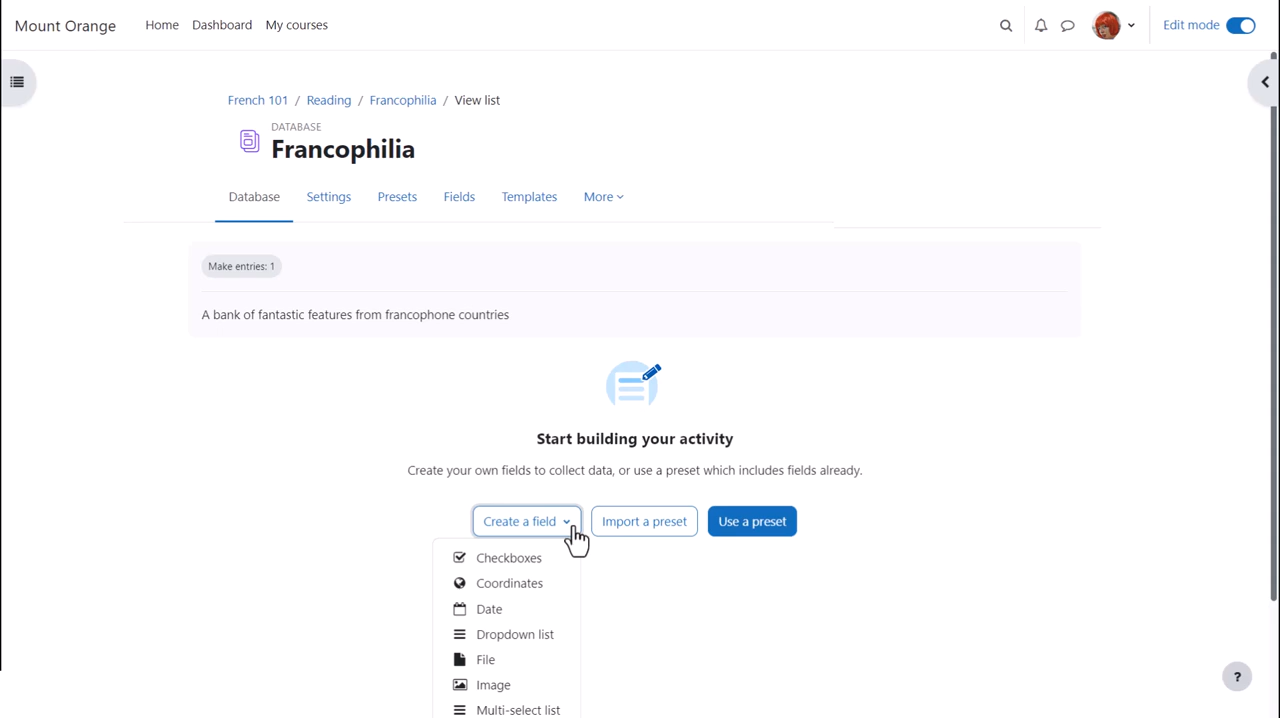 Mount Orange
Home Dashboard My courses
Edit mode
French 101 / Reading / Francophilia / View list
DATABASE
Francophilia
Database Settings Presets Fields Templates More
Make entries: 1
A bank of fantastic features from francophone countries
Start building your activity
Create your own fields to collect data, or use a preset which includes fields already.
Create a field Import a preset Use a preset
Checkboxes
Coordinates
Date
Dropdown list
File
Image
Multi-select list
?